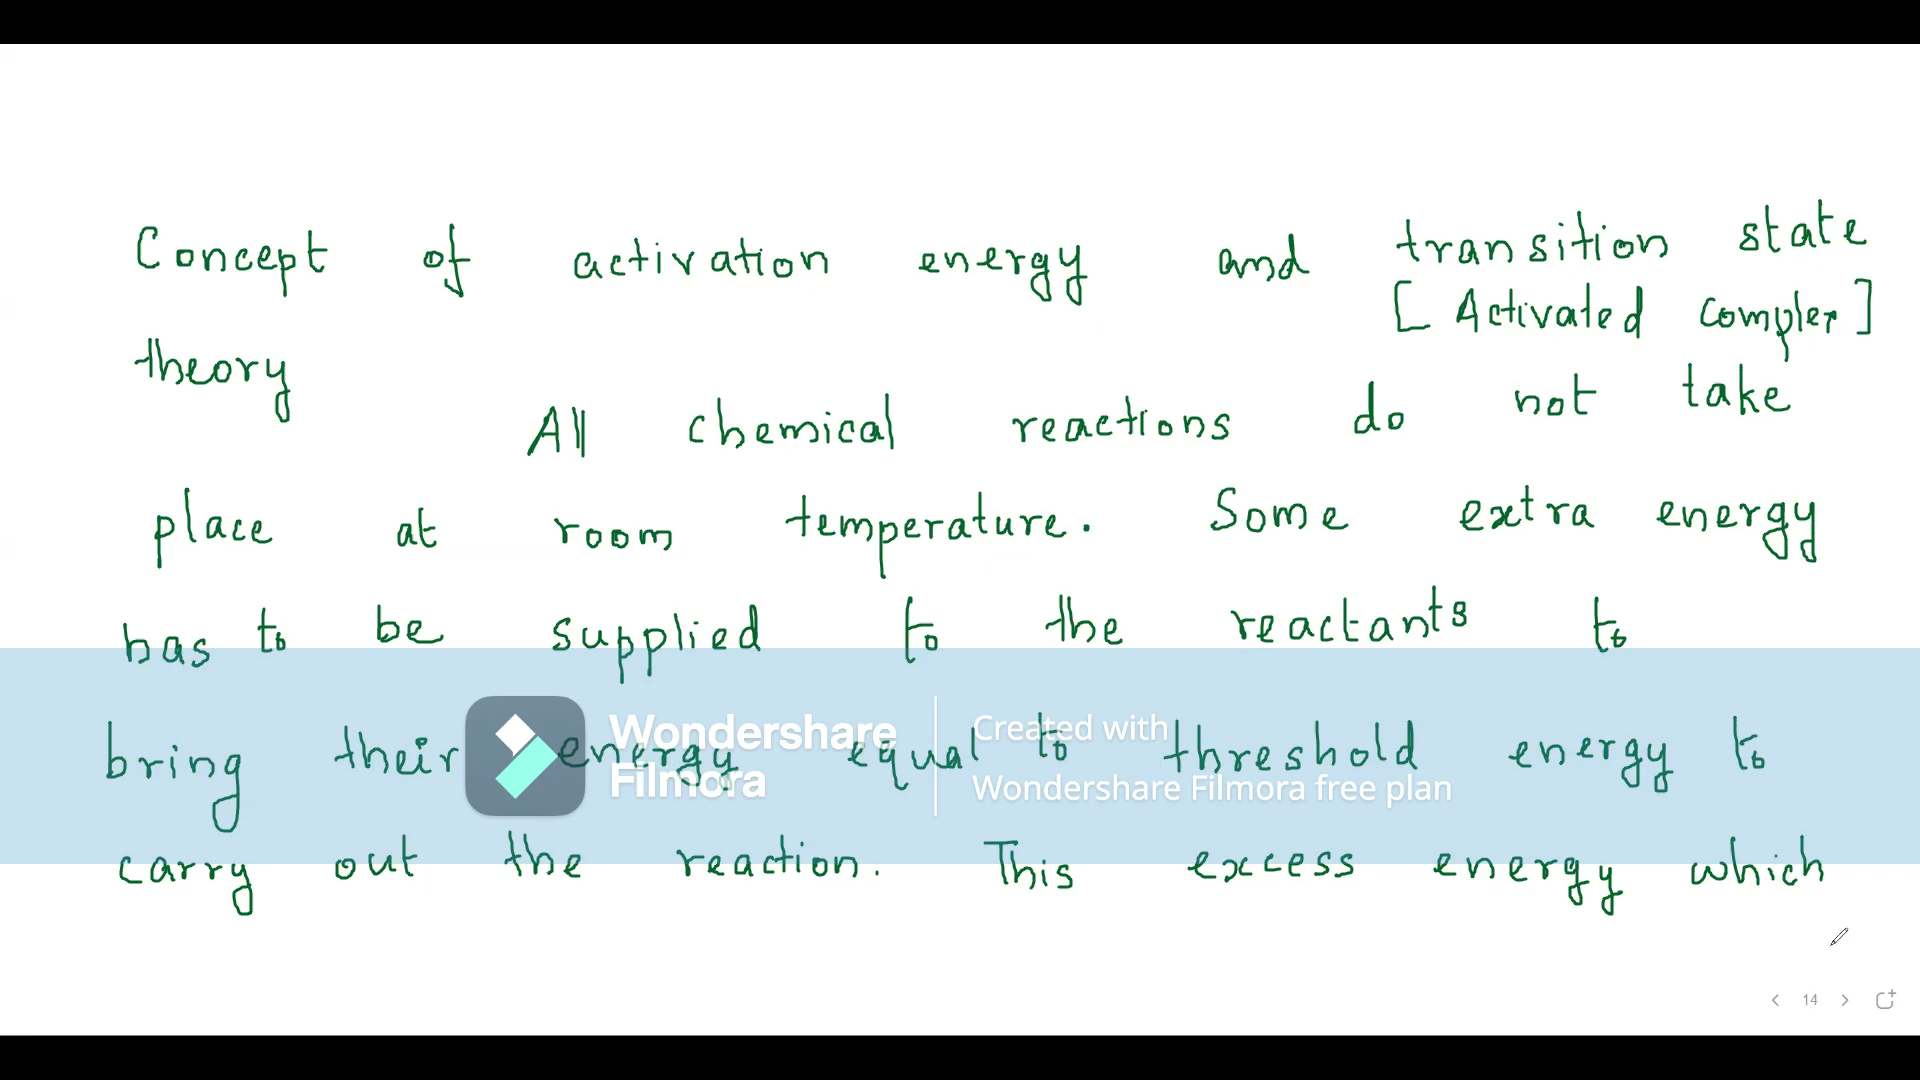 Concept of activation energy and transition state
[Activated complex]
theory
All chemical reactions do not take
place at room temperature. Some extra energy
has to be supplied to the reactants to
bring their energy equal to threshold energy to
Wondershare
Filmora
Created with
Wondershare Filmora free plan
carry out the reaction. This excess energy which
14